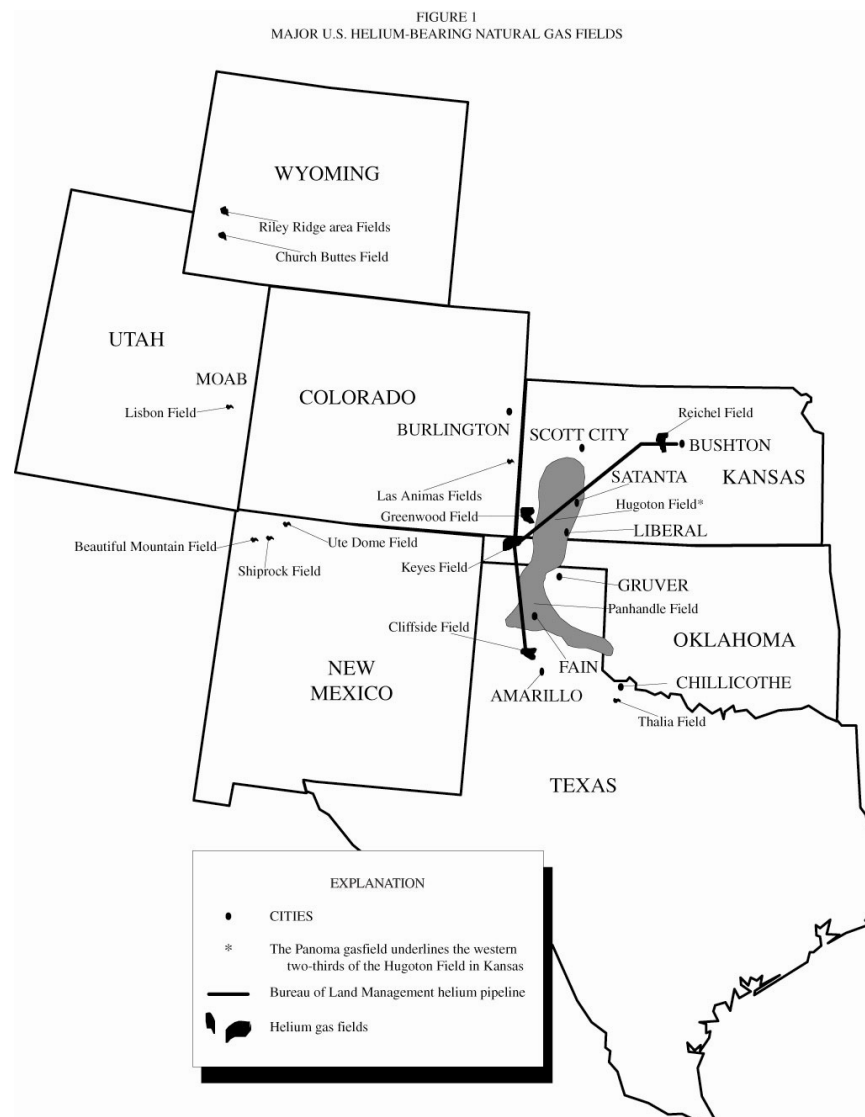 FIGURE 1
MAJOR U.S. HELIUM-BEARING NATURAL GAS FIELDS
WYOMING
Riley Ridge area Fields
Church Buttes Field
UTAH
MOAB
Lisbon Field
COLORADO
BURLINGTON
Las Animas Fields
Greenwood Field
Reichel Field
SCOTT CITY
BUSHTON
SATANTA
KANSAS
Hugoton Field*
LIBERAL
Beautiful Mountain Field
Ute Dome Field
Shiprock Field
Keyes Field
GRUVER
Panhandle Field
Cliffside Field
OKLAHOMA
FAIN
NEW
MEXICO
AMARILLO
CHILLICOTHE
Thalia Field
TEXAS
EXPLANATION
CITIES
* The Panoma gasfield underlines the western
two-thirds of the Hugoton Field in Kansas
Bureau of Land Management helium pipeline
Helium gas fields